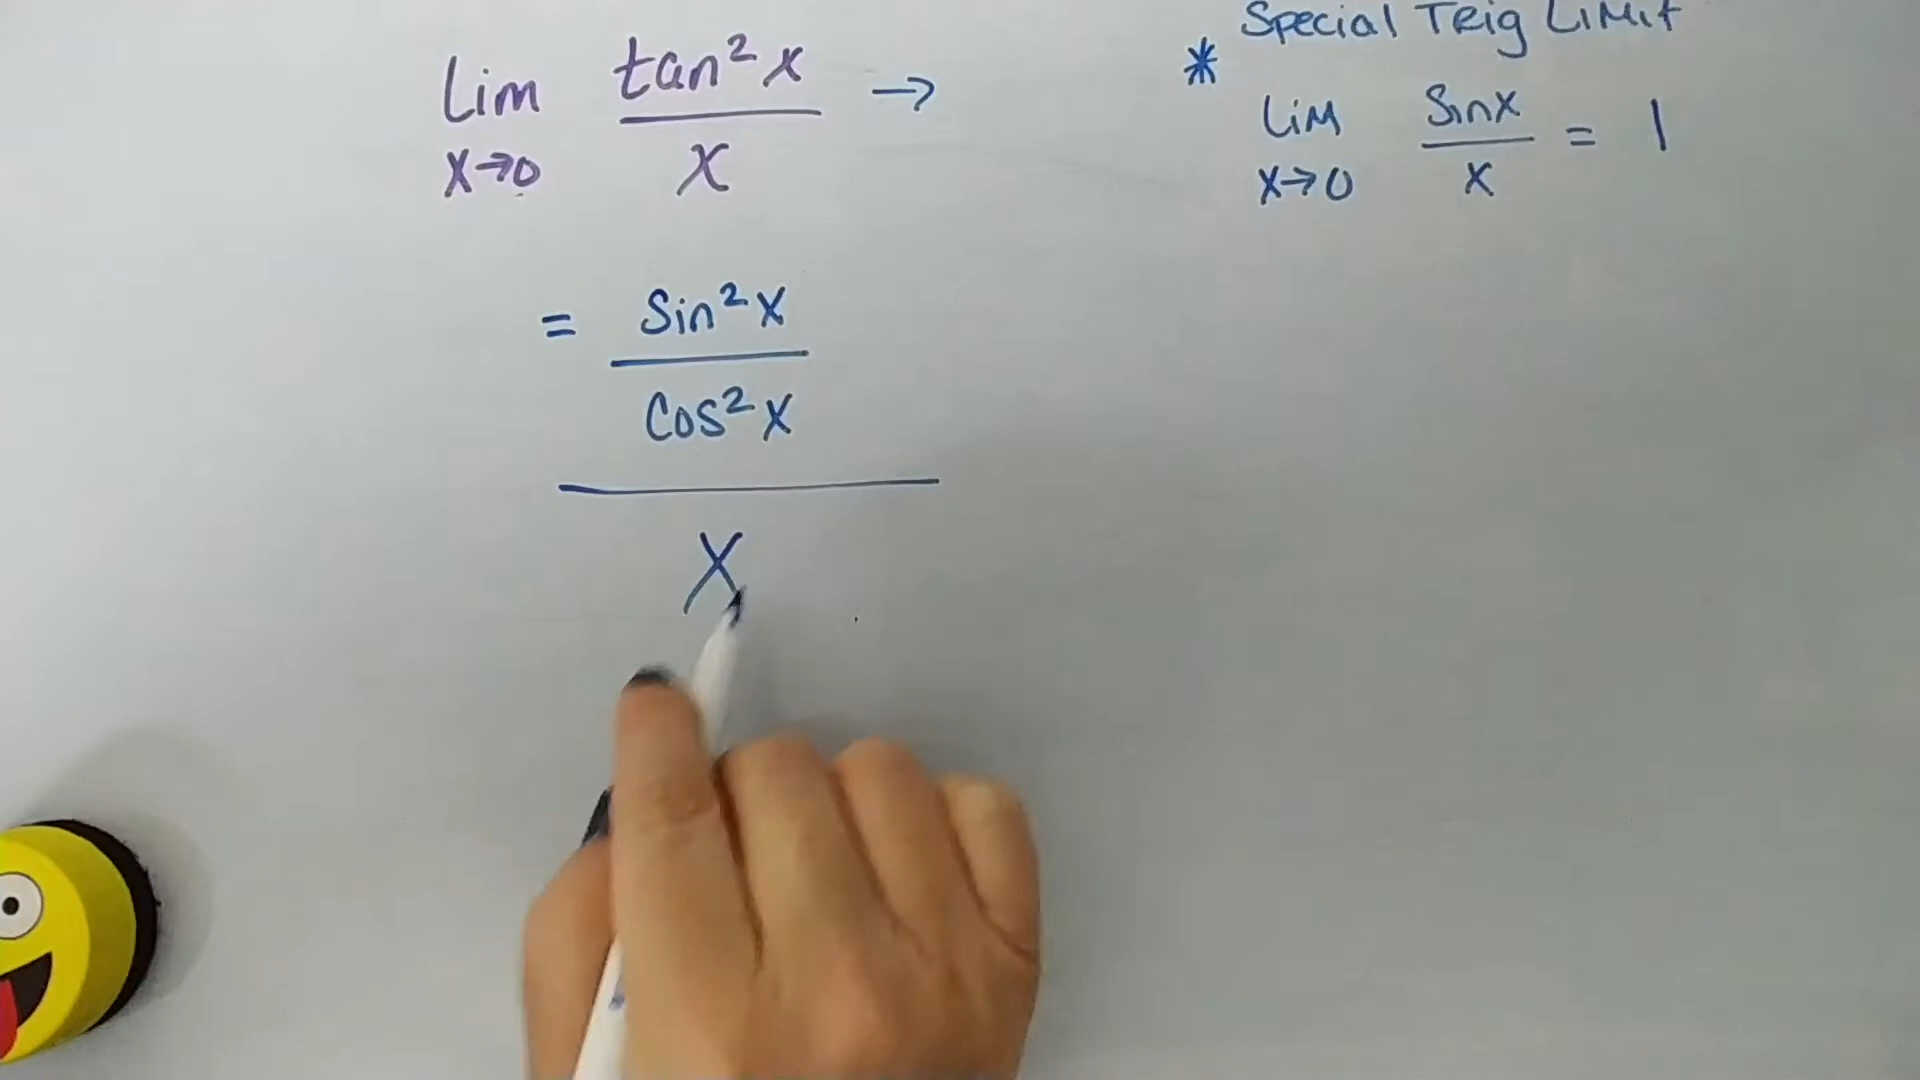 Lim x→0 tan²x / x →
= sin²x / cos²x
x
Special Trig Limit
* Lim x→0 sinx / x = 1